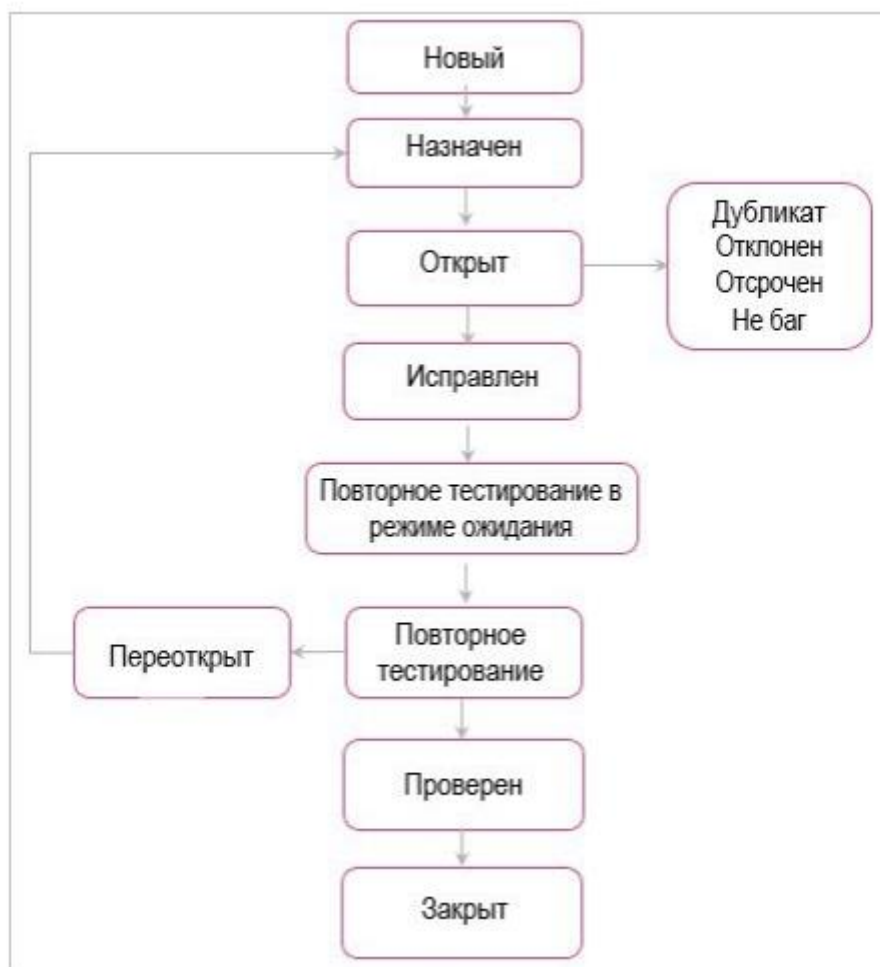 Новый
Назначен
Дубликат
Отклонен
Отсрочен
Не баг
Открыт
Исправлен
Повторное тестирование в
режиме ожидания
Повторное
тестирование
Переоткрыт
Проверен
Закрыт